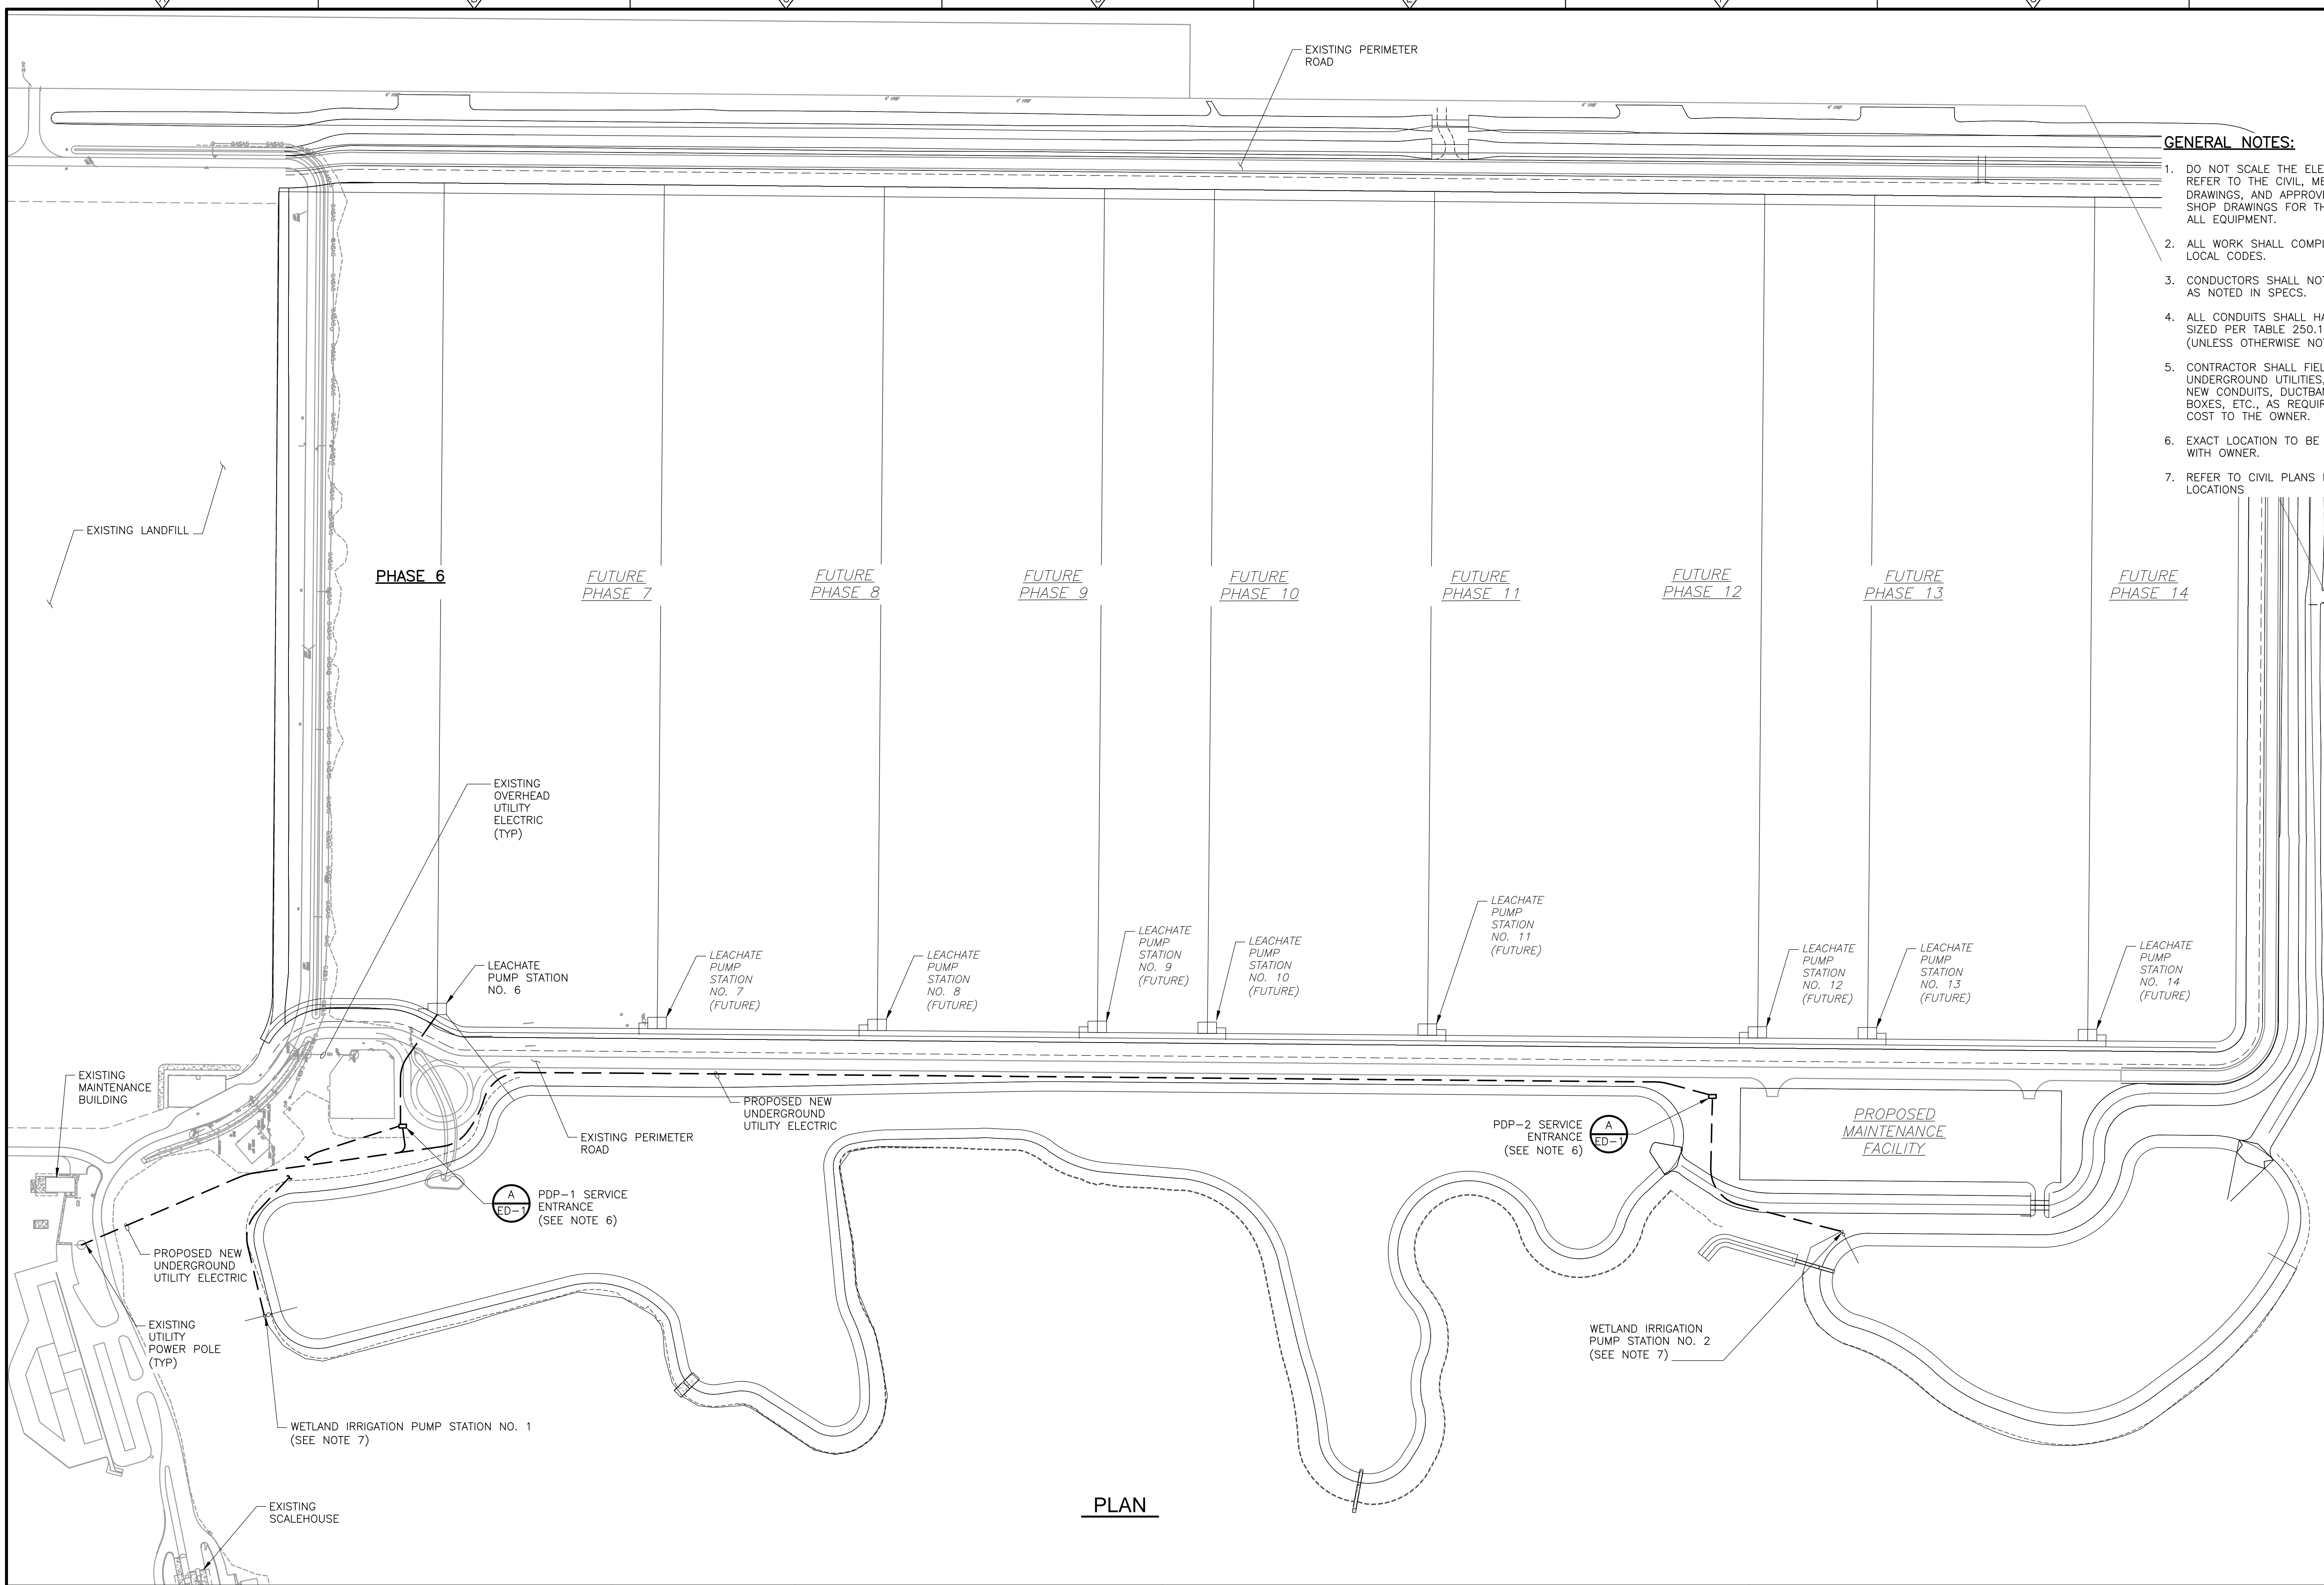 EXISTING PERIMETER
ROAD
GENERAL NOTES:
1. DO NOT SCALE THE ELE
REFER TO THE CIVIL, ME
DRAWINGS, AND APPROV
SHOP DRAWINGS FOR TH
ALL EQUIPMENT.
2. ALL WORK SHALL COMPL
LOCAL CODES.
3. CONDUCTORS SHALL NOT
AS NOTED IN SPECS.
4. ALL CONDUITS SHALL HA
SIZED PER TABLE 250.1
(UNLESS OTHERWISE NO
5. CONTRACTOR SHALL FIEL
UNDERGROUND UTILITIES,
NEW CONDUITS, DUCTBAN
BOXES, ETC., AS REQUIR
COST TO THE OWNER.
6. EXACT LOCATION TO BE
WITH OWNER.
7. REFER TO CIVIL PLANS
LOCATIONS
EXISTING LANDFILL
PHASE 6
FUTURE
PHASE 7
FUTURE
PHASE 8
FUTURE
PHASE 9
FUTURE
PHASE 10
FUTURE
PHASE 11
FUTURE
PHASE 12
FUTURE
PHASE 13
FUTURE
PHASE 14
EXISTING
OVERHEAD
UTILITY
ELECTRIC
(TYP)
LEACHATE
PUMP STATION
NO. 6
LEACHATE
PUMP
STATION
NO. 7
(FUTURE)
LEACHATE
PUMP
STATION
NO. 8
(FUTURE)
LEACHATE
PUMP
STATION
NO. 9
(FUTURE)
LEACHATE
PUMP
STATION
NO. 10
(FUTURE)
LEACHATE
PUMP
STATION
NO. 11
(FUTURE)
LEACHATE
PUMP
STATION
NO. 12
(FUTURE)
LEACHATE
PUMP
STATION
NO. 13
(FUTURE)
LEACHATE
PUMP
STATION
NO. 14
(FUTURE)
EXISTING
MAINTENANCE
BUILDING
EXISTING PERIMETER
ROAD
PROPOSED NEW
UNDERGROUND
UTILITY ELECTRIC
PDP-2 SERVICE
ENTRANCE
(SEE NOTE 6)
A
ED-1
PROPOSED
MAINTENANCE
FACILITY
A
ED-1
PDP-1 SERVICE
ENTRANCE
(SEE NOTE 6)
PROPOSED NEW
UNDERGROUND
UTILITY ELECTRIC
EXISTING
UTILITY
POWER POLE
(TYP)
WETLAND IRRIGATION
PUMP STATION NO. 2
(SEE NOTE 7)
WETLAND IRRIGATION PUMP STATION NO. 1
(SEE NOTE 7)
EXISTING
SCALEHOUSE
PLAN